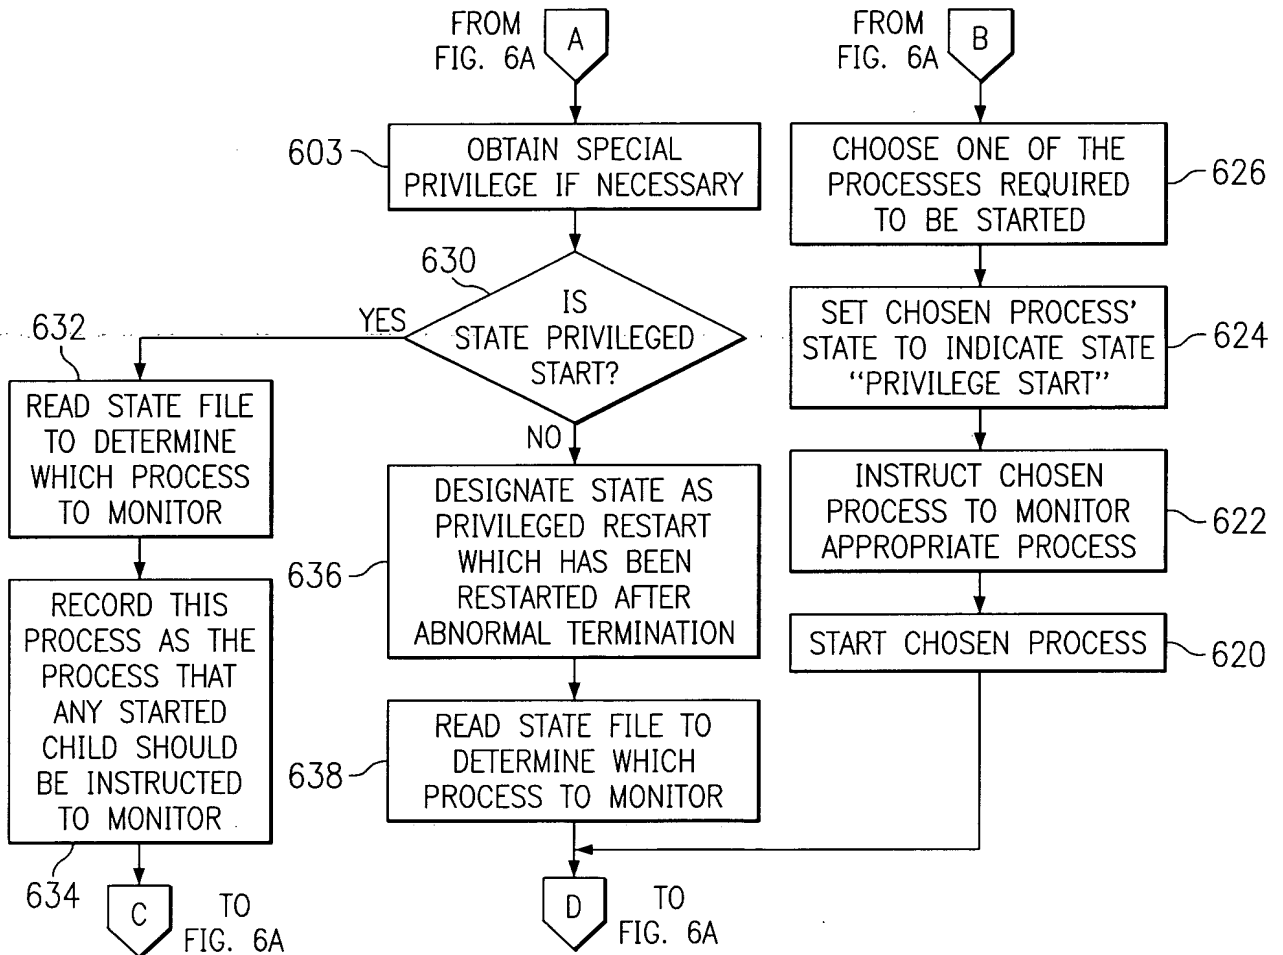 FROM
FIG. 6A
A
603
OBTAIN SPECIAL
PRIVILEGE IF NECESSARY
630
IS
STATE PRIVILEGED
START?
YES
NO
632
READ STATE FILE
TO DETERMINE
WHICH PROCESS
TO MONITOR
RECORD THIS
PROCESS AS THE
PROCESS THAT
ANY STARTED
CHILD SHOULD
BE INSTRUCTED
TO MONITOR
634
C
TO
FIG. 6A
636
DESIGNATE STATE AS
PRIVILEGED RESTART
WHICH HAS BEEN
RESTARTED AFTER
ABNORMAL TERMINATION
638
READ STATE FILE TO
DETERMINE WHICH
PROCESS TO MONITOR
D
TO
FIG. 6A
FROM
FIG. 6A
B
CHOOSE ONE OF THE
PROCESSES REQUIRED
TO BE STARTED
626
SET CHOSEN PROCESS'
STATE TO INDICATE STATE
"PRIVILEGE START"
624
INSTRUCT CHOSEN
PROCESS TO MONITOR
APPROPRIATE PROCESS
622
START CHOSEN PROCESS
620